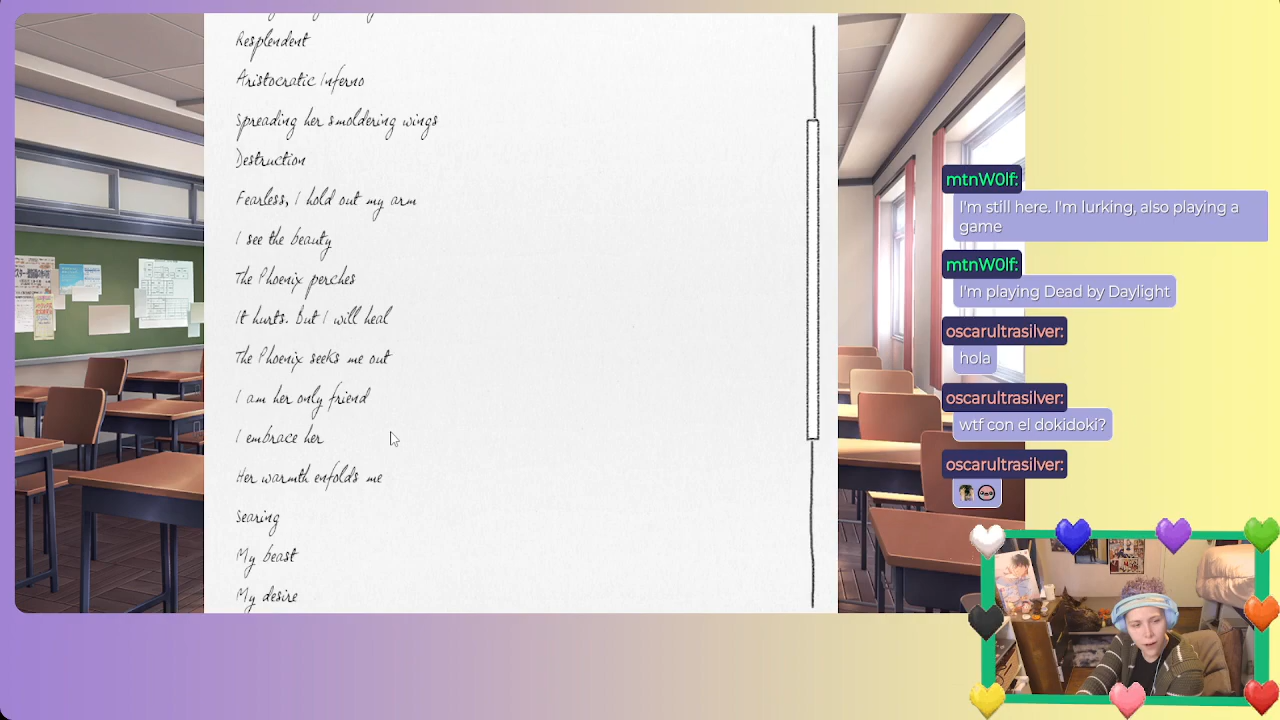 Resplendent
Aristocratic Inferno
Spreading her smoldering wings
Destruction
Fearless, I hold out my arm
I see the beauty
The Phoenix perches
It hurts. But I will heal
The Phoenix seeks me out
I am her only friend
I embrace her
Her warmth enfolds me
Searing
My beast
My desire
mtnW0lf:
I'm still here. I'm lurking, also playing a
game
mtnW0lf:
I'm playing Dead by Daylight
oscarultrasilver:
hola
oscarultrasilver:
wtf con el dokidoki?
oscarultrasilver: